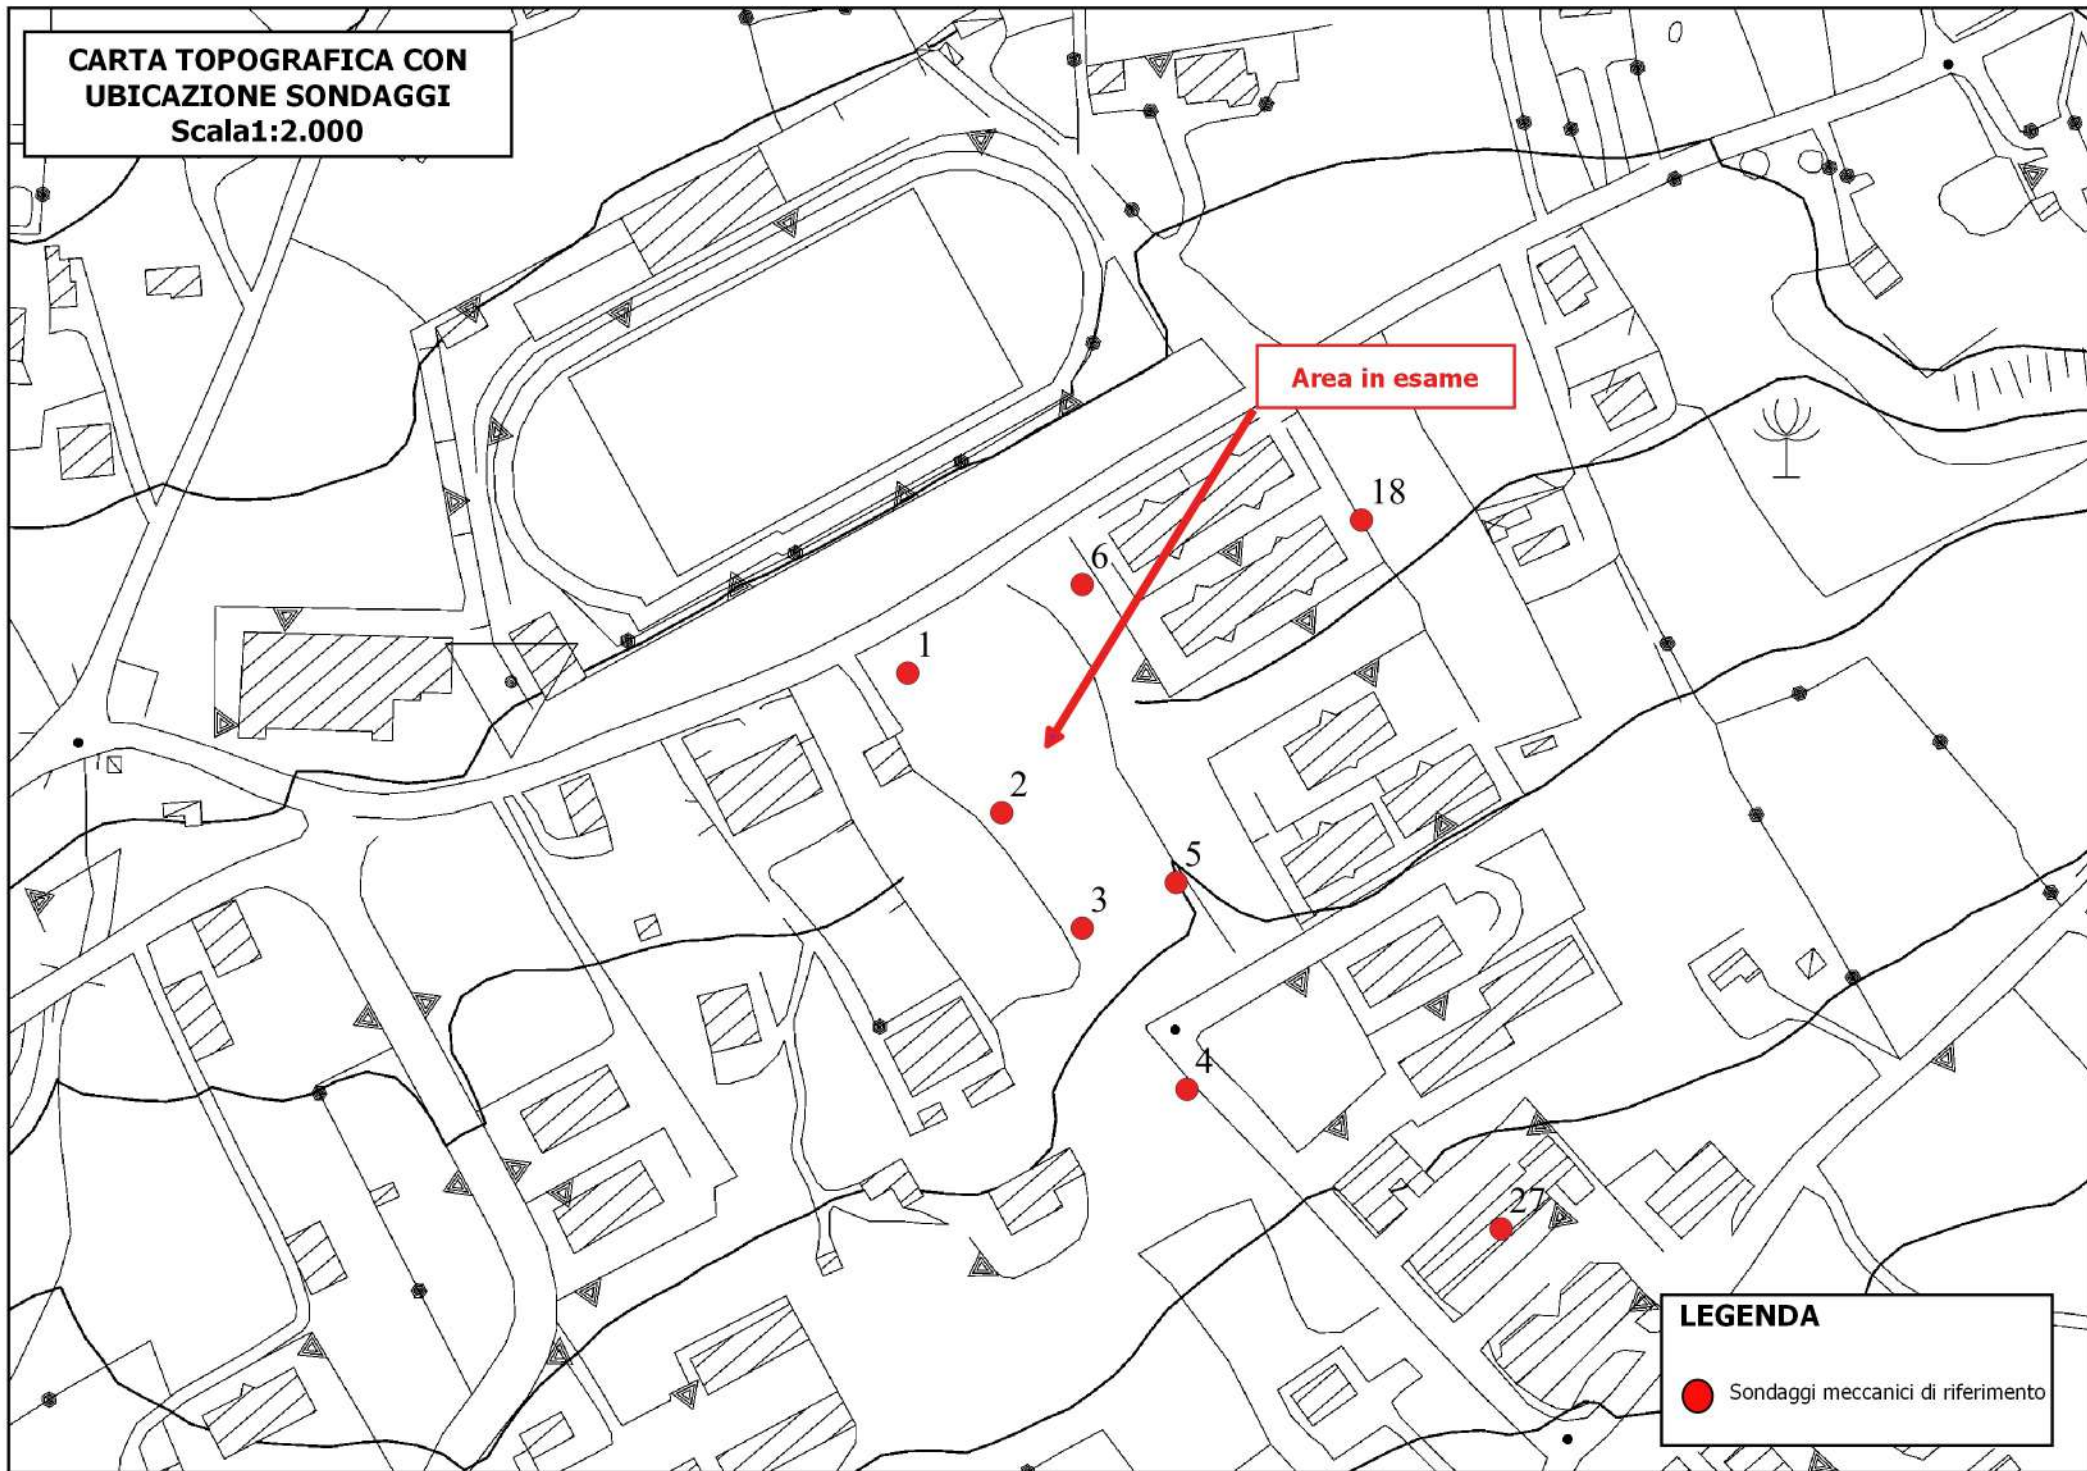 CARTA TOPOGRAFICA CON
UBICAZIONE SONDAGGI
Scala1:2.000
Area in esame
18
6
1
2
5
3
4
27
LEGENDA
Sondaggi meccanici di riferimento